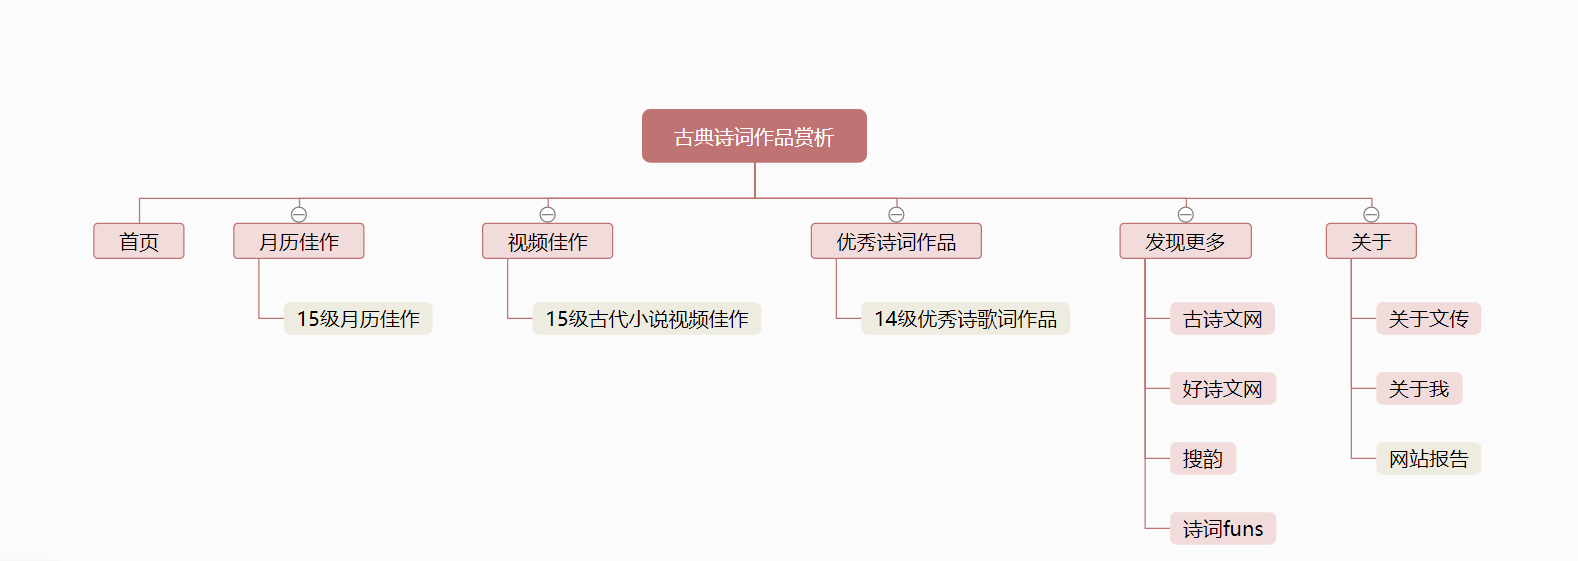 古典诗词作品赏析
首页
月历佳作
视频佳作
优秀诗词作品
发现更多
关于
15级月历佳作
15级古代小说视频佳作
14级优秀诗歌词作品
古诗文网
关于文传
好诗文网
关于我
搜韵
网站报告
诗词funs